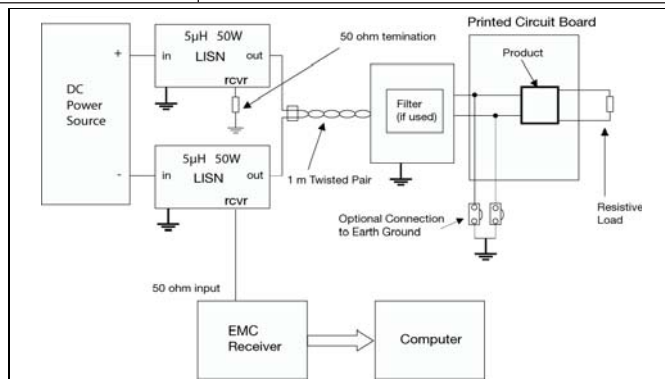 Printed Circuit Board
5µH 50W
LISN
in
out
rcvr
50 ohm temination
Product
+
DC
Power
Source
Filter
(if used)
5µH 50W
LISN
-
in
out
rcvr
1 m Twisted Pair
Optional Connection
to Earth Ground
Resistive
Load
50 ohm input
EMC
Receiver
Computer